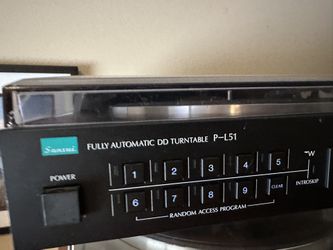 Sansui
FULLY AUTOMATIC DD TURNTABLE P-L51
POWER
1 2 3 4 5
6 7 8 9 CLEAR
INTROSKIP
RANDOM ACCESS PROGRAM